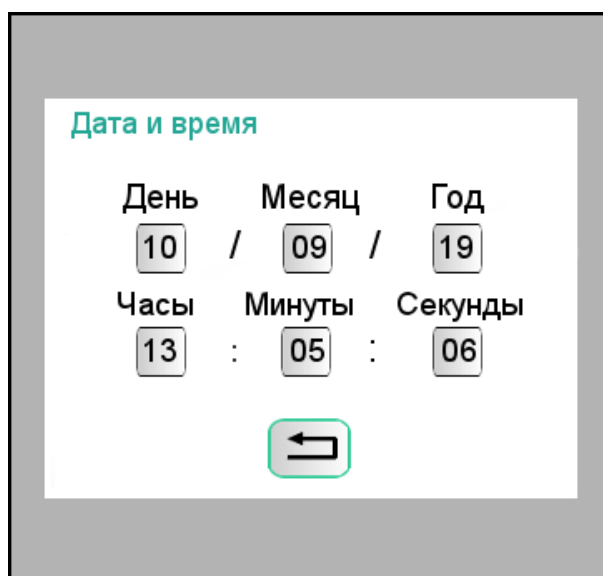 Дата и время
День Месяц Год
10 / 09 / 19
Часы Минуты Секунды
13 : 05 : 06